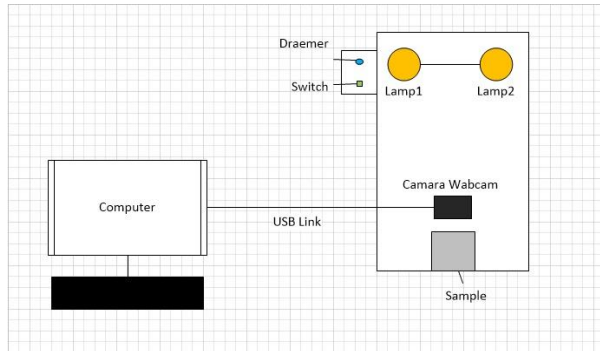 Draemer
Switch
Lamp1
Lamp2
Camara Wabcam
Computer
USB Link
Sample